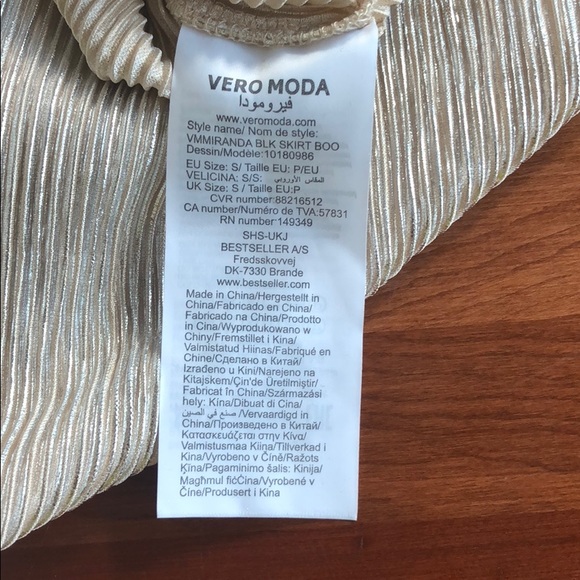 VERO MODA
فيرومودا
www.veromoda.com
Style name/ Nom de style:
VMMIRANDA BLK SKIRT BOO
Dessin/Modèle:10180986
EU Size: S/ Taille EU: P/EU
VELICINA: S/S: المقاس الأوروبي
UK Size: S/ Taille EU:P
CVR number:88216512
CA number/Numéro de TVA:57831
RN number:149349
SHS-UKJ
BESTSELLER A/S
Fredsskovvej
DK-7330 Brande
www.bestseller.com
Made in China/Hergestellt in
China/Fabricado en China/
Fabricado na China/Prodotto
in Cina/Wyprodukowano w
Chiny/Fremstillet i Kina/
Valmistatud Hiinas/Fabriqué en
Chine/Сделано в Китай/
Izrađeno u Kini/Narejeno na
Kitajskem/Çin'de Üretilmiştir/
Fabricat în China/Származási
hely: Kína/Dibuat di Cina/
صنع في الصين/Vervaardigd in
China/Произведено в Китай/
Κατασκευάζεται στην Κίνα/
Valmistusmaa Kiina/Tillverkad i
Kina/Vyrobeno v Číně/Ražots
Ķīna/Pagaminimo šalis: Kinija/
Magħmul fiċĊina/Vyrobené v
Číne/Produsert i Kina